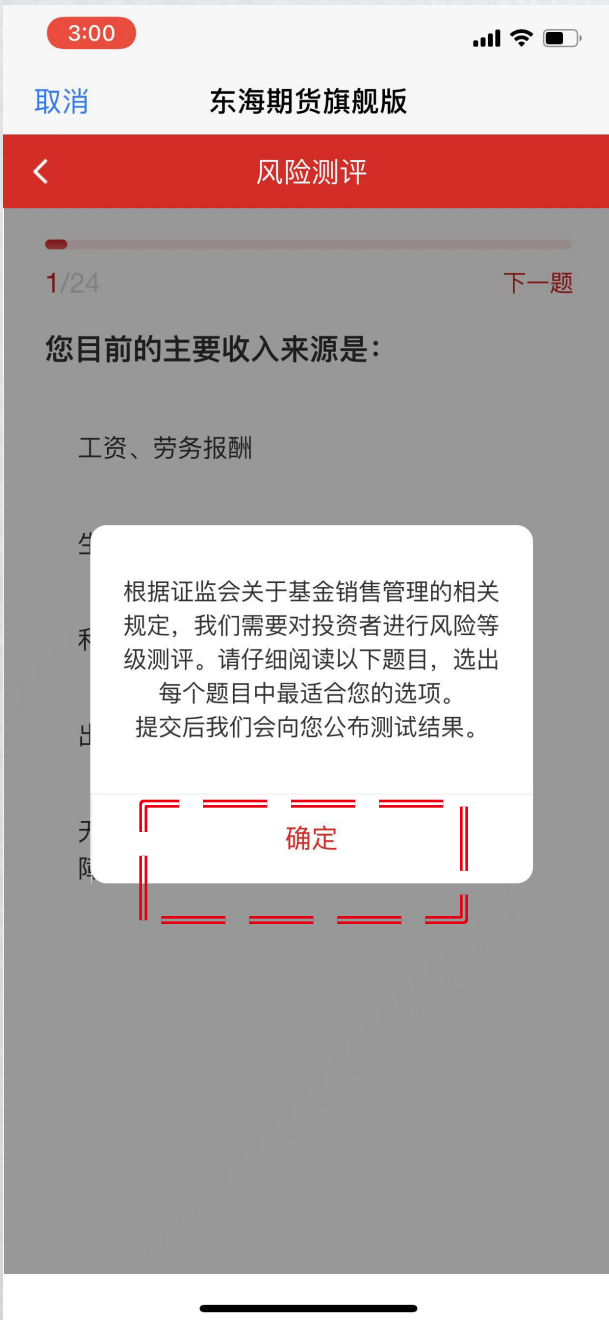 3:00
取消
东海期货旗舰版
风险测评
1/24
下一题
您目前的主要收入来源是：
工资、劳务报酬
根据证监会关于基金销售管理的相关
规定，我们需要对投资者进行风险等
级测评。请仔细阅读以下题目，选出
每个题目中最适合您的选项。
提交后我们会向您公布测试结果。
确定